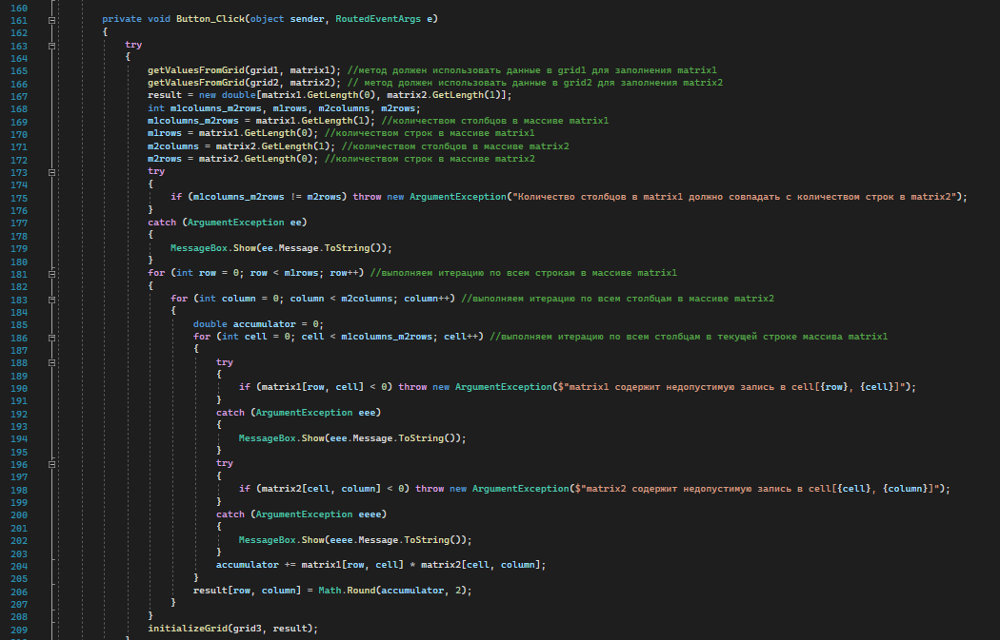 160
161 private void Button_Click(object sender, RoutedEventArgs e)
162 {
163 try
164 {
165 getValuesFromGrid(grid1, matrix1); //метод должен использовать данные в grid1 для заполнения matrix1
166 getValuesFromGrid(grid2, matrix2); // метод должен использовать данные в grid2 для заполнения matrix2
167 result = new double[matrix1.GetLength(0), matrix2.GetLength(1)];
168 int m1columns_m2rows, m1rows, m2columns, m2rows;
169 m1columns_m2rows = matrix1.GetLength(1); //количеством столбцов в массиве matrix1
170 m1rows = matrix1.GetLength(0); //количеством строк в массиве matrix1
171 m2columns = matrix2.GetLength(1); //количеством столбцов в массиве matrix2
172 m2rows = matrix2.GetLength(0); //количеством строк в массиве matrix2
173 try
174 {
175 if (m1columns_m2rows != m2rows) throw new ArgumentException("Количество столбцов в matrix1 должно совпадать с количеством строк в matrix2");
176 }
177 catch (ArgumentException ee)
178 {
179 MessageBox.Show(ee.Message.ToString());
180 }
181 for (int row = 0; row < m1rows; row++) //выполняем итерацию по всем строкам в массиве matrix1
182 {
183 for (int column = 0; column < m2columns; column++) //выполняем итерацию по всем столбцам в массиве matrix2
184 {
185 double accumulator = 0;
186 for (int cell = 0; cell < m1columns_m2rows; cell++) //выполняем итерацию по всем столбцам в текущей строке массива matrix1
187 {
188 try
189 {
190 if (matrix1[row, cell] < 0) throw new ArgumentException($"matrix1 содержит недопустимую запись в cell[{row}, {cell}]");
191 }
192 catch (ArgumentException eee)
193 {
194 MessageBox.Show(eee.Message.ToString());
195 }
196 try
197 {
198 if (matrix2[cell, column] < 0) throw new ArgumentException($"matrix2 содержит недопустимую запись в cell[{cell}, {column}]");
199 }
200 catch (ArgumentException eeee)
201 {
202 MessageBox.Show(eeee.Message.ToString());
203 }
204 accumulator += matrix1[row, cell] * matrix2[cell, column];
205 }
206 result[row, column] = Math.Round(accumulator, 2);
207 }
208 }
209 initializeGrid(grid3, result);